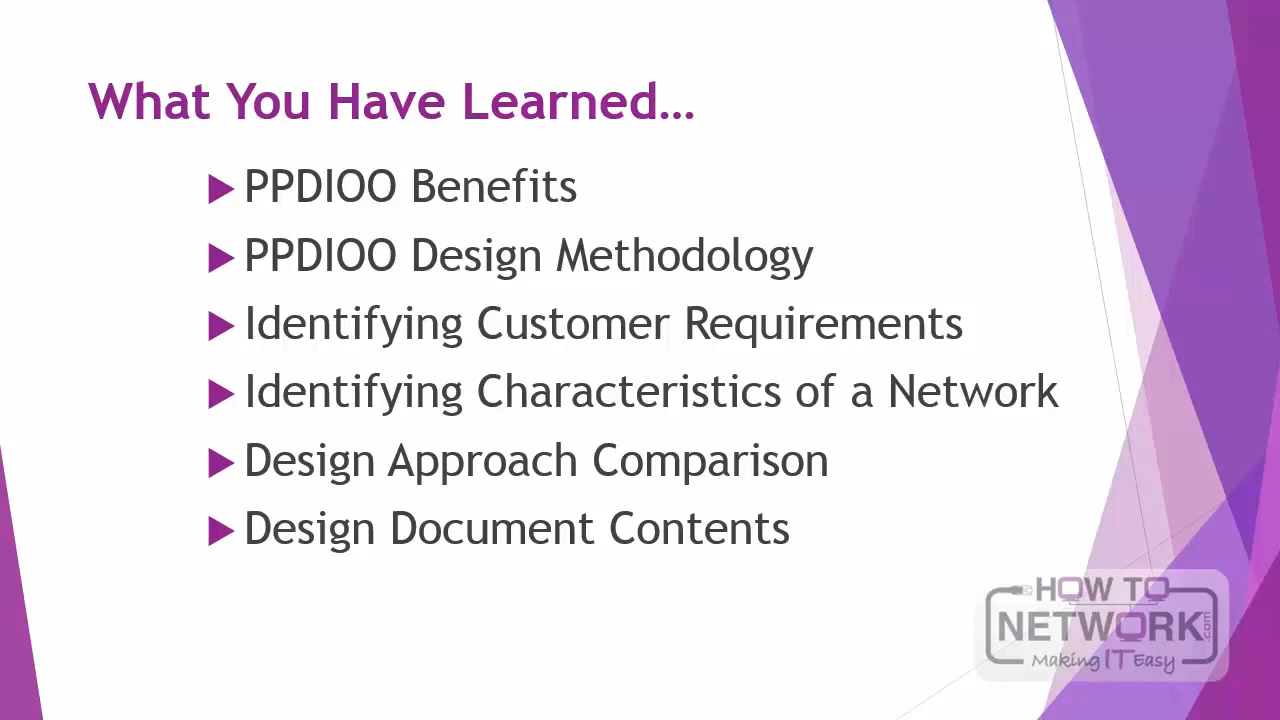 What You Have Learned…
PPDIOO Benefits
PPDIOO Design Methodology
Identifying Customer Requirements
Identifying Characteristics of a Network
Design Approach Comparison
Design Document Contents
HOW TO
NETWORK.com
Making IT Easy